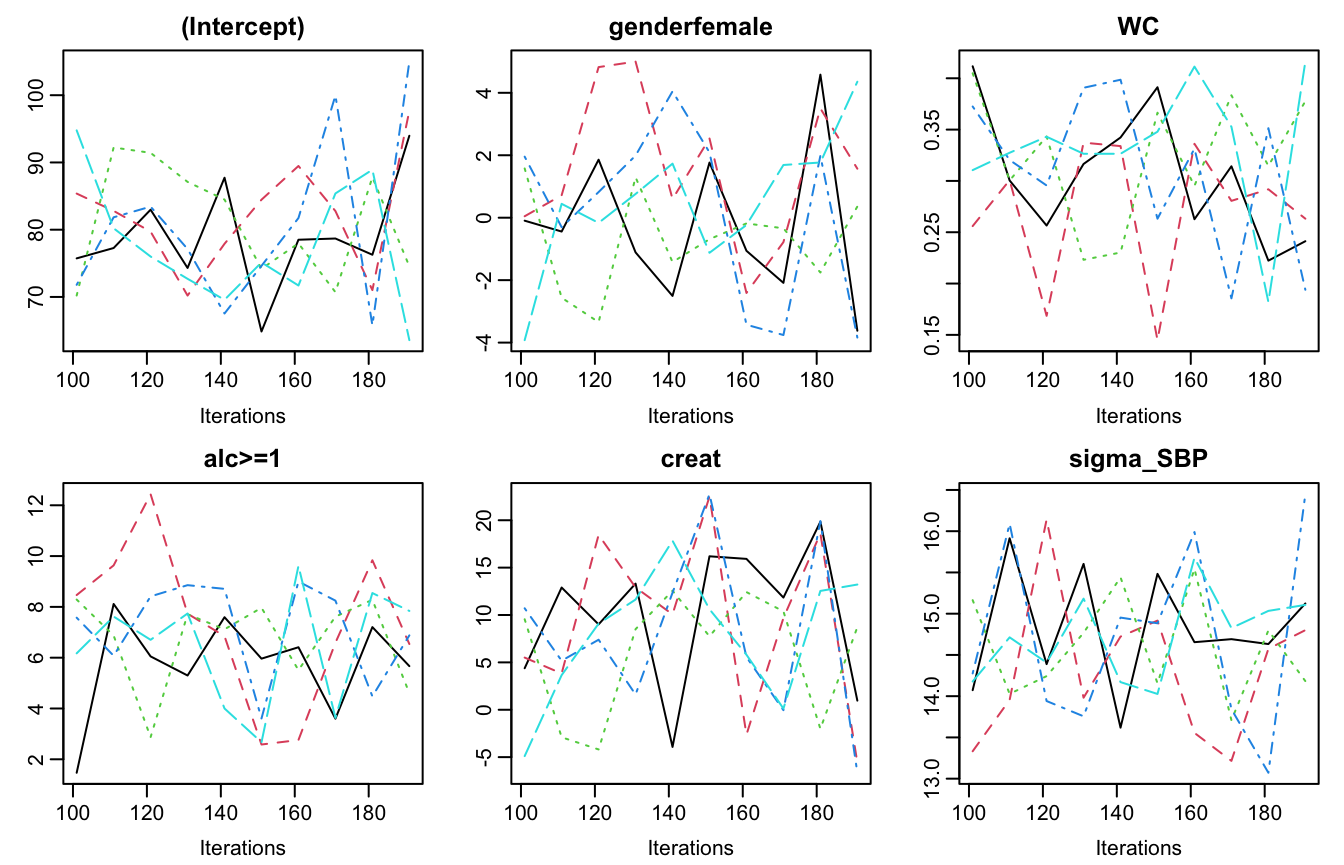 (Intercept)
100
90
80
70
100 120 140 160 180
Iterations
genderfemale
4
2
0
-2
-4
100 120 140 160 180
Iterations
WC
0.35
0.25
0.15
100 120 140 160 180
Iterations
alc>=1
12
10
8
6
4
2
100 120 140 160 180
Iterations
creat
20
15
10
5
0
-5
100 120 140 160 180
Iterations
sigma_SBP
16.0
15.0
14.0
13.0
100 120 140 160 180
Iterations